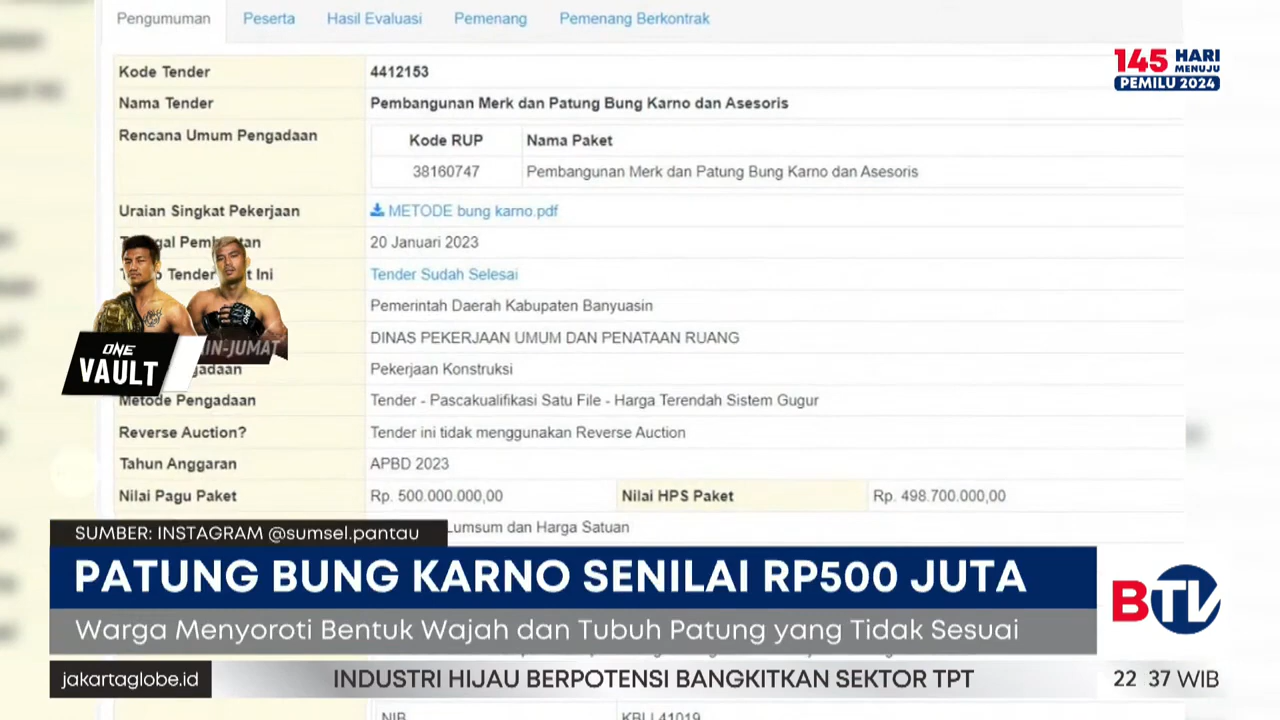 Pengumuman Peserta Hasil Evaluasi Pemenang Pemenang Berkontrak
145 HARI MENUJU PEMILU 2024
Kode Tender 4412153
Nama Tender Pembangunan Merk dan Patung Bung Karno dan Asesoris
Rencana Umum Pengadaan Kode RUP Nama Paket
38160747 Pembangunan Merk dan Patung Bung Karno dan Asesoris
Uraian Singkat Pekerjaan METODE bung karno.pdf
20 Januari 2023
Tender Tender Sudah Selesai
Pemerintah Daerah Kabupaten Banyuasin
DINAS PEKERJAAN UMUM DAN PENATAAN RUANG
Pekerjaan Konstruksi
Metode Pengadaan Tender - Pascakualifikasi Satu File - Harga Terendah Sistem Gugur
Reverse Auction? Tender ini tidak menggunakan Reverse Auction
Tahun Anggaran APBD 2023
Nilai Pagu Paket Rp. 500.000.000,00 Nilai HPS Paket Rp. 498.700.000,00
Lumsum dan Harga Satuan
ONE
VAULT
IN-JUMAT
SUMBER: INSTAGRAM @sumsel.pantau
PATUNG BUNG KARNO SENILAI RP500 JUTA
Warga Menyoroti Bentuk Wajah dan Tubuh Patung yang Tidak Sesuai
BTV
jakartaglobe.id INDUSTRI HIJAU BERPOTENSI BANGKITKAN SEKTOR TPT 22 37 WIB
NIB KBLI 41019